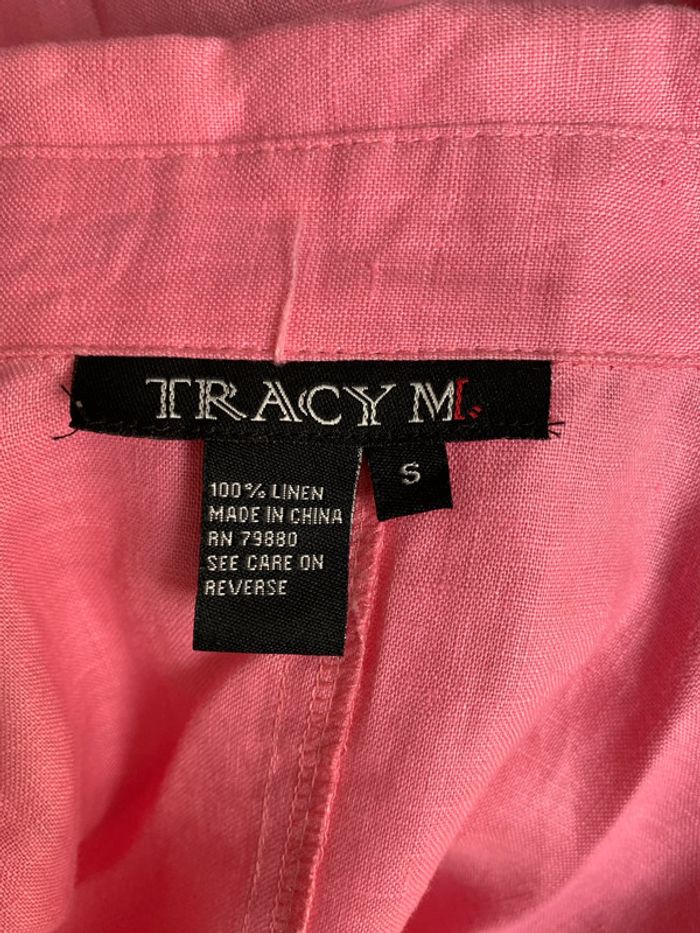 TRACY M.
S
100% LINEN
MADE IN CHINA
RN 79880
SEE CARE ON
REVERSE